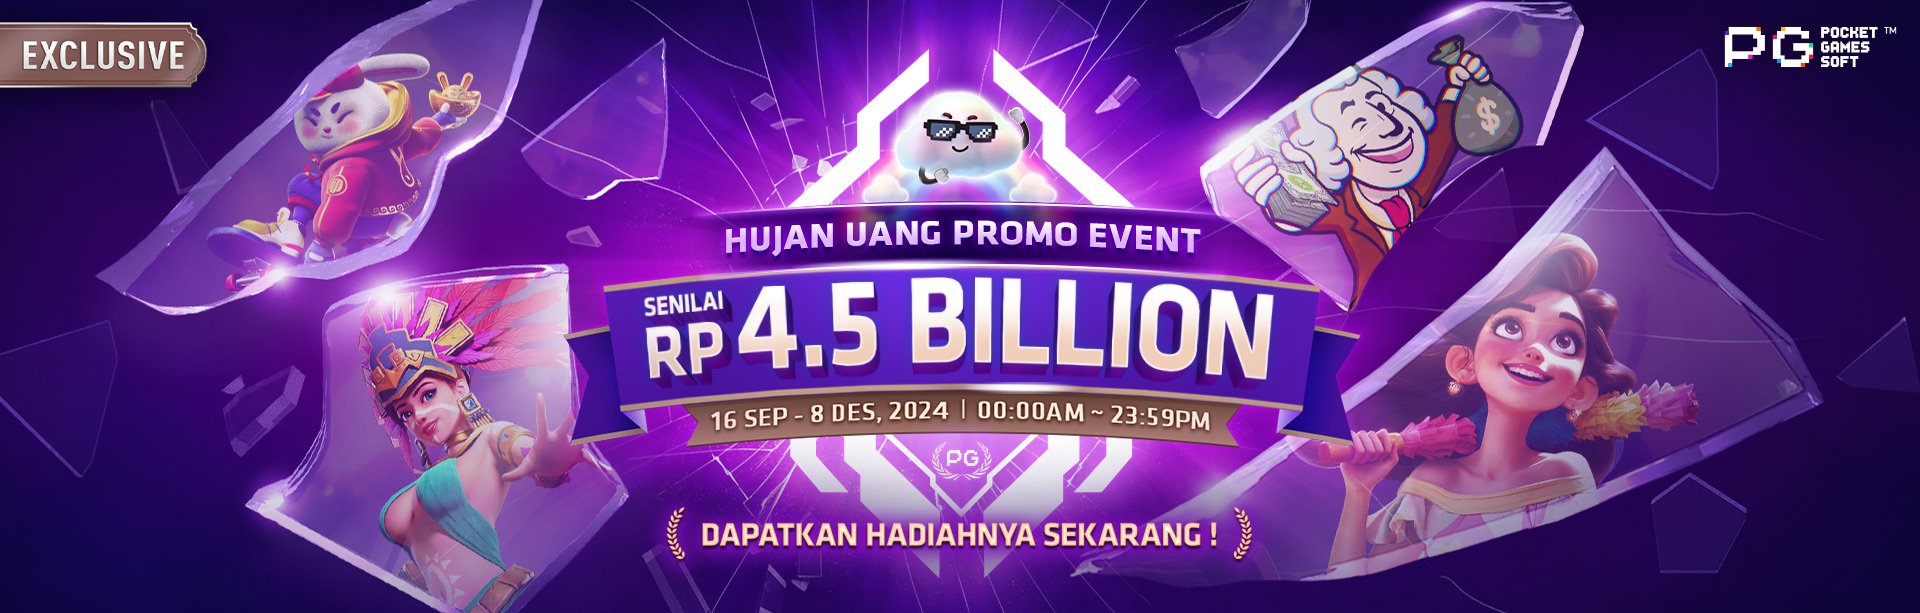 EXCLUSIVE
PG POCKET GAMES SOFT ™
HUJAN UANG PROMO EVENT
SENILAI
RP 4.5 BILLION
16 SEP - 8 DES, 2024 | 00:00AM ~ 23:59PM
PG
DAPATKAN HADIAHNYA SEKARANG !
$